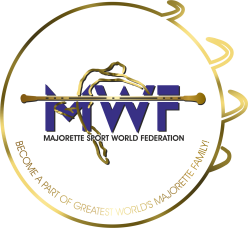 MWF
MAJORETTE SPORT WORLD FEDERATION
BECOME A PART OF GREATEST WORLD'S MAJORETTE FAMILY!